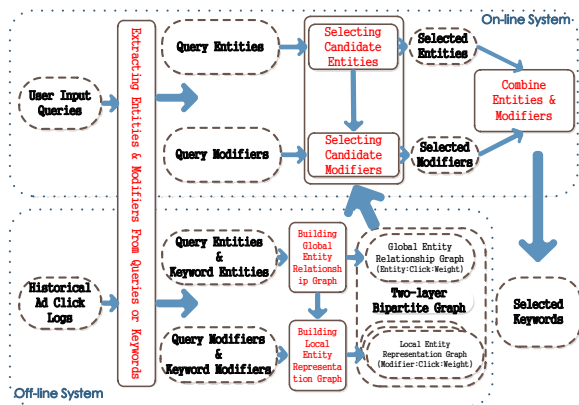 On-line System
User Input
Queries
Extracting Entities & Modifiers From Queries or Keywords
Query Entities
Selecting
Candidate
Entities
Selected
Entities
Combine
Entities &
Modifiers
Query Modifiers
Selecting
Candidate
Modifiers
Selected
Modifiers
Historical
Ad Click
Logs
Query Entities
&
Keyword Entities
Building
Global
Entity
Relationsh
ip Graph
Global Entity
Relationship Graph
(Entity:Click:Weight)
Two-layer
Bipartite Graph
Query Modifiers
&
Keyword Modifiers
Building
Local
Entity
Representa
tion Graph
Local Entity
Representation Graph
(Modifier:Click:Weight)
Selected
Keywords
Off-line System